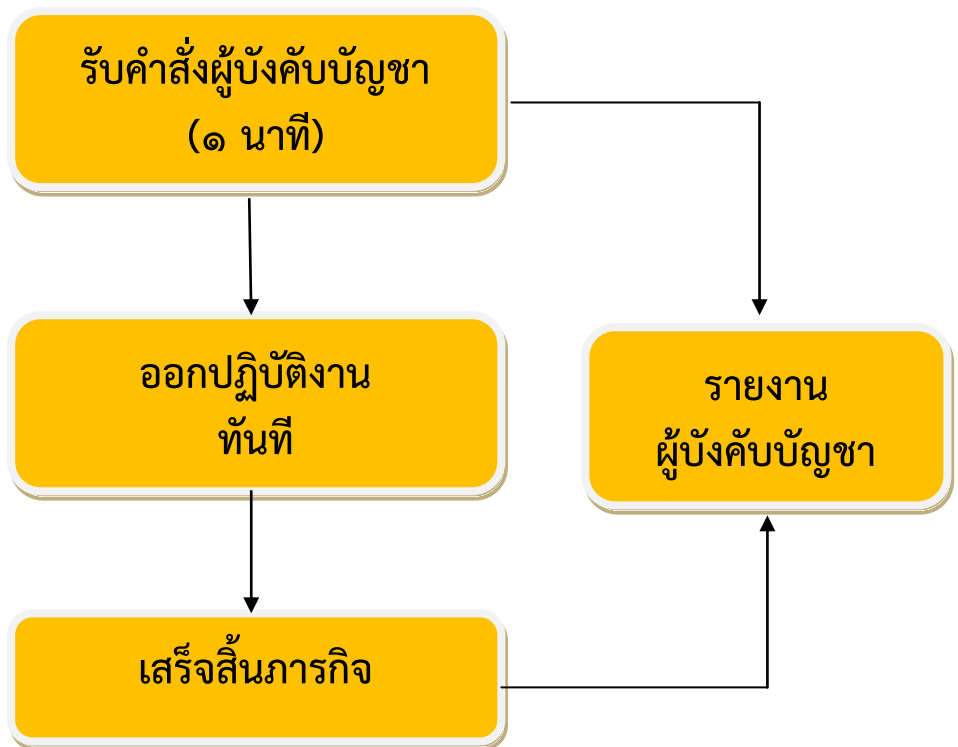 รับคำสั่งผู้บังคับบัญชา
(๑ นาที)
ออกปฏิบัติงาน
ทันที
รายงาน
ผู้บังคับบัญชา
เสร็จสิ้นภารกิจ